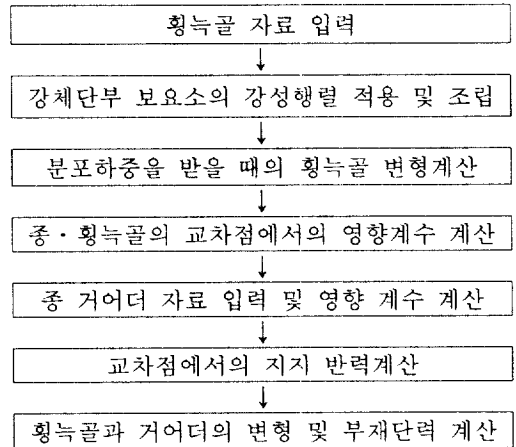 횡늑골 자료 입력
강체단부 보요소의 강성행렬 적용 및 조립
분포하중을 받을 때의 횡늑골 변형계산
종·횡늑골의 교차점에서의 영향계수 계산
종 거어더 자료 입력 및 영향 계수 계산
교차점에서의 지지 반력계산
횡늑골과 거어더의 변형 및 부재단력 계산